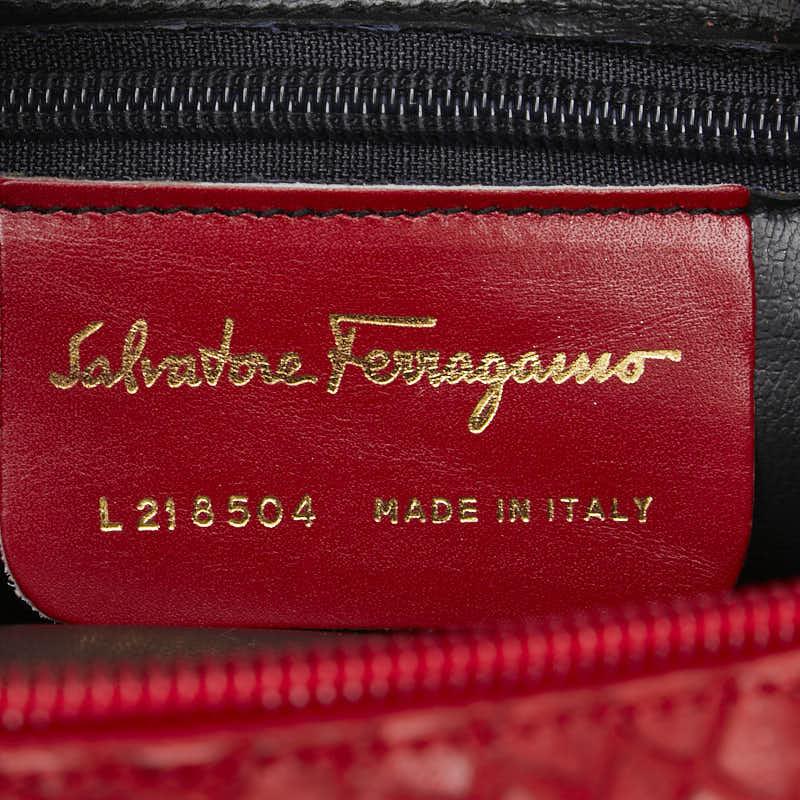 Salvatore Ferragamo
L 218504 MADE IN ITALY